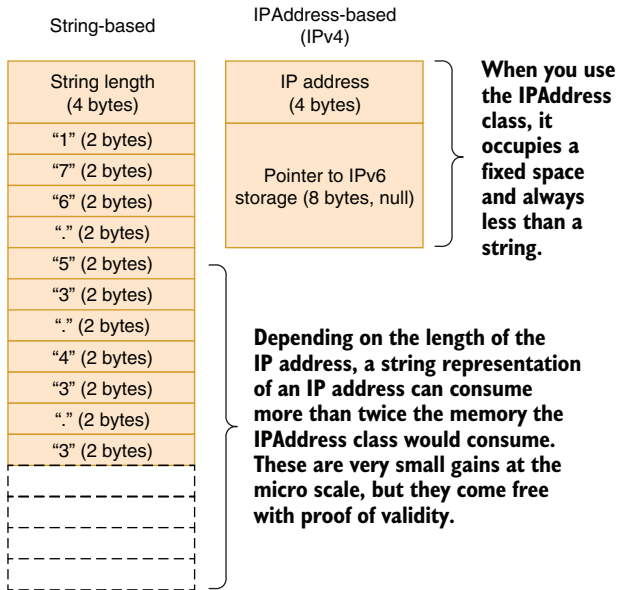 String-based
IPAddress-based
(IPv4)
String length
(4 bytes)
“1” (2 bytes)
“7” (2 bytes)
“6” (2 bytes)
“.” (2 bytes)
“5” (2 bytes)
“3” (2 bytes)
“.” (2 bytes)
“4” (2 bytes)
“3” (2 bytes)
“.” (2 bytes)
“3” (2 bytes)
IP address
(4 bytes)
Pointer to IPv6
storage (8 bytes, null)
When you use
the IPAddress
class, it
occupies a
fixed space
and always
less than a
string.
Depending on the length of the
IP address, a string representation
of an IP address can consume
more than twice the memory the
IPAddress class would consume.
These are very small gains at the
micro scale, but they come free
with proof of validity.